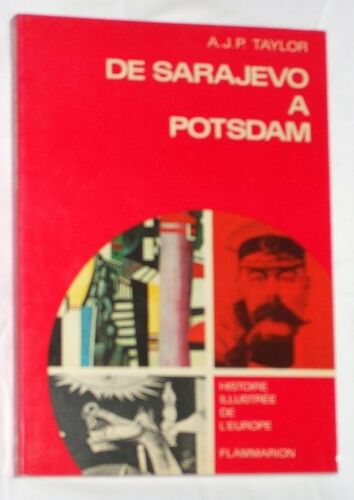 A.J.P. TAYLOR
DE SARAJEVO
A
POTSDAM
HISTOIRE
ILLUSTRÉE
DE
L'EUROPE
FLAMMARION